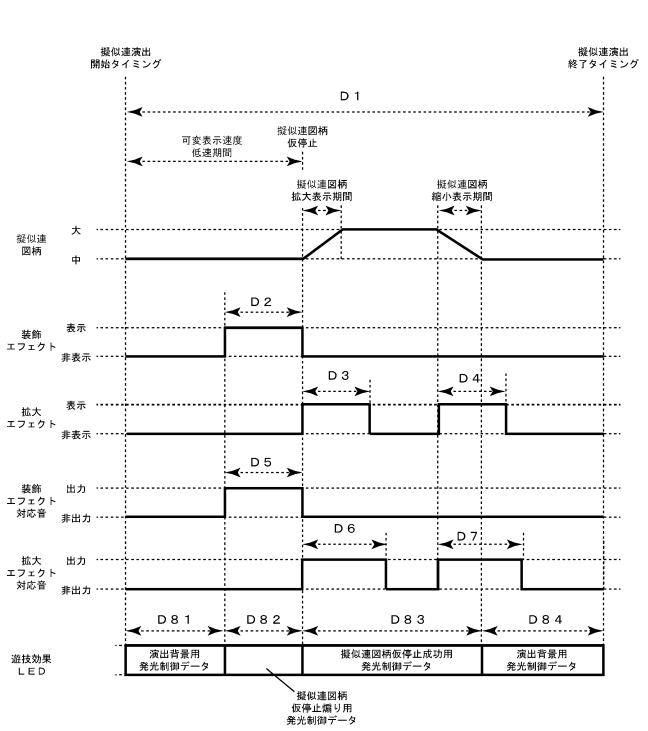 擬似連演出
開始タイミング
擬似連演出
終了タイミング
D1
可変表示速度
低速期間
擬似連図柄
仮停止
擬似連図柄
拡大表示期間
擬似連図柄
縮小表示期間
擬似連
図柄
大
中
D2
装飾
エフェクト
表示
非表示
D3
D4
拡大
エフェクト
表示
非表示
D5
装飾
エフェクト
対応音
出力
非出力
D6
D7
拡大
エフェクト
対応音
出力
非出力
D81
D82
D83
D84
遊技効果
LED
演出背景用
発光制御データ
擬似連図柄仮停止成功用
発光制御データ
演出背景用
発光制御データ
擬似連図柄
仮停止煽り用
発光制御データ